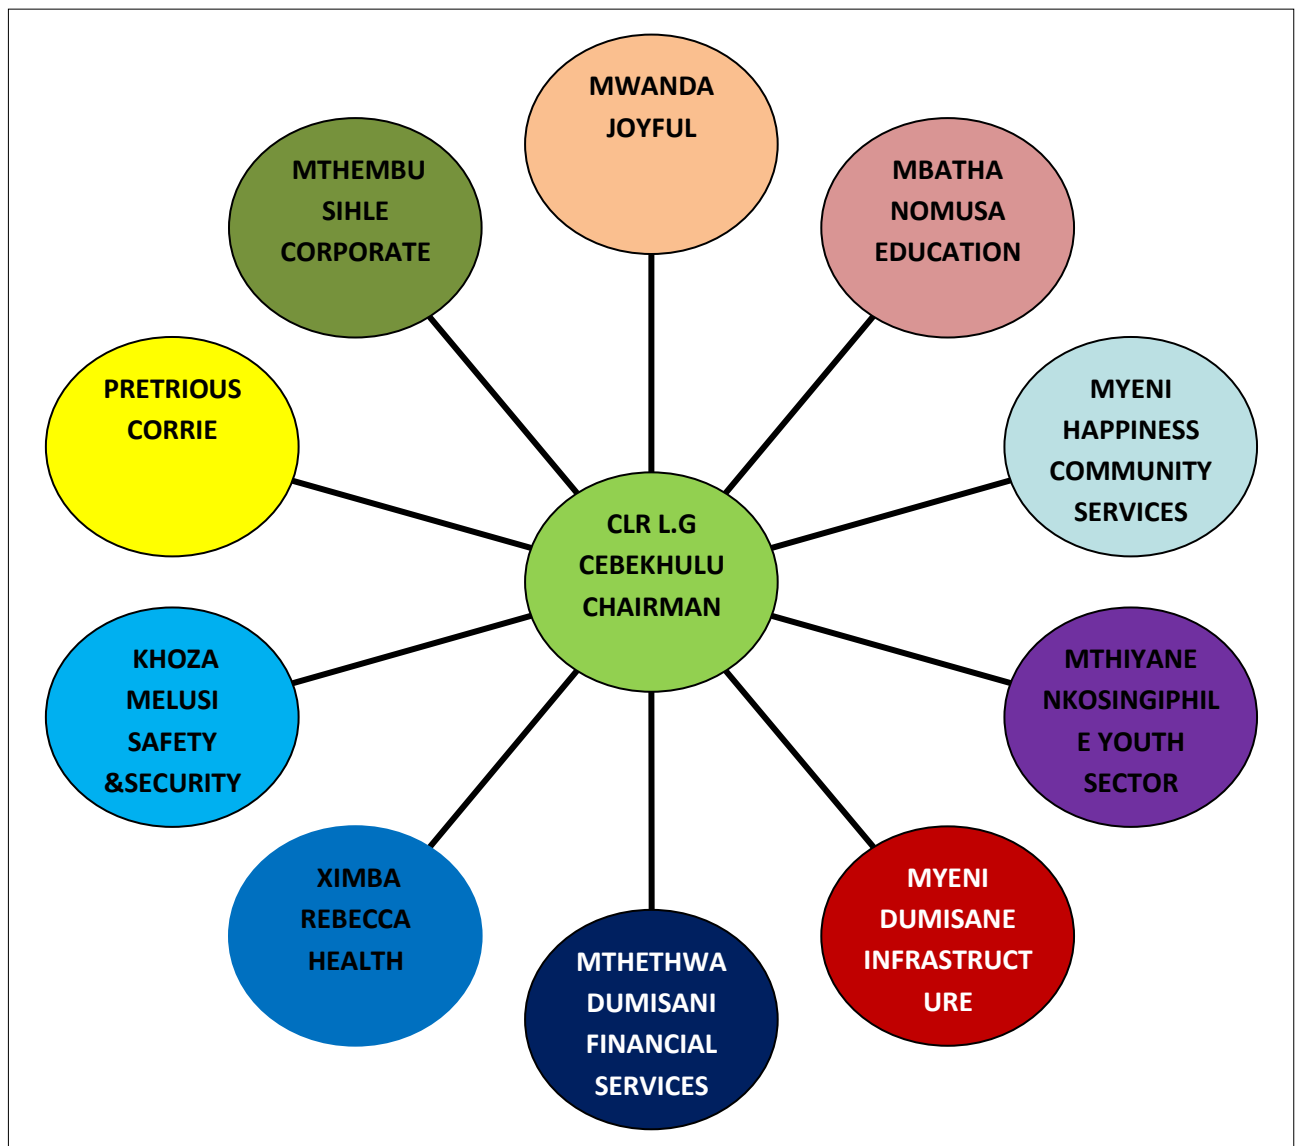 MWANDA
JOYFUL
MTHEMBU
SIHLE
CORPORATE
MBATHA
NOMUSA
EDUCATION
PRETRIOUS
CORRIE
MYENI
HAPPINESS
COMMUNITY
SERVICES
CLR L.G
CEBEKHULU
CHAIRMAN
KHOZA
MELUSI
SAFETY
&SECURITY
MTHIYANE
NKOSINGIPHIL
E YOUTH
SECTOR
XIMBA
REBECCA
HEALTH
MYENI
DUMISANE
INFRASTRUCT
URE
MTHETHWA
DUMISANI
FINANCIAL
SERVICES